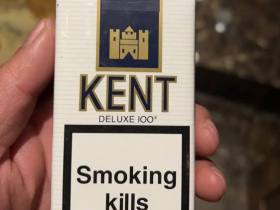 KENT
DELUXE 100's
Smoking
kills